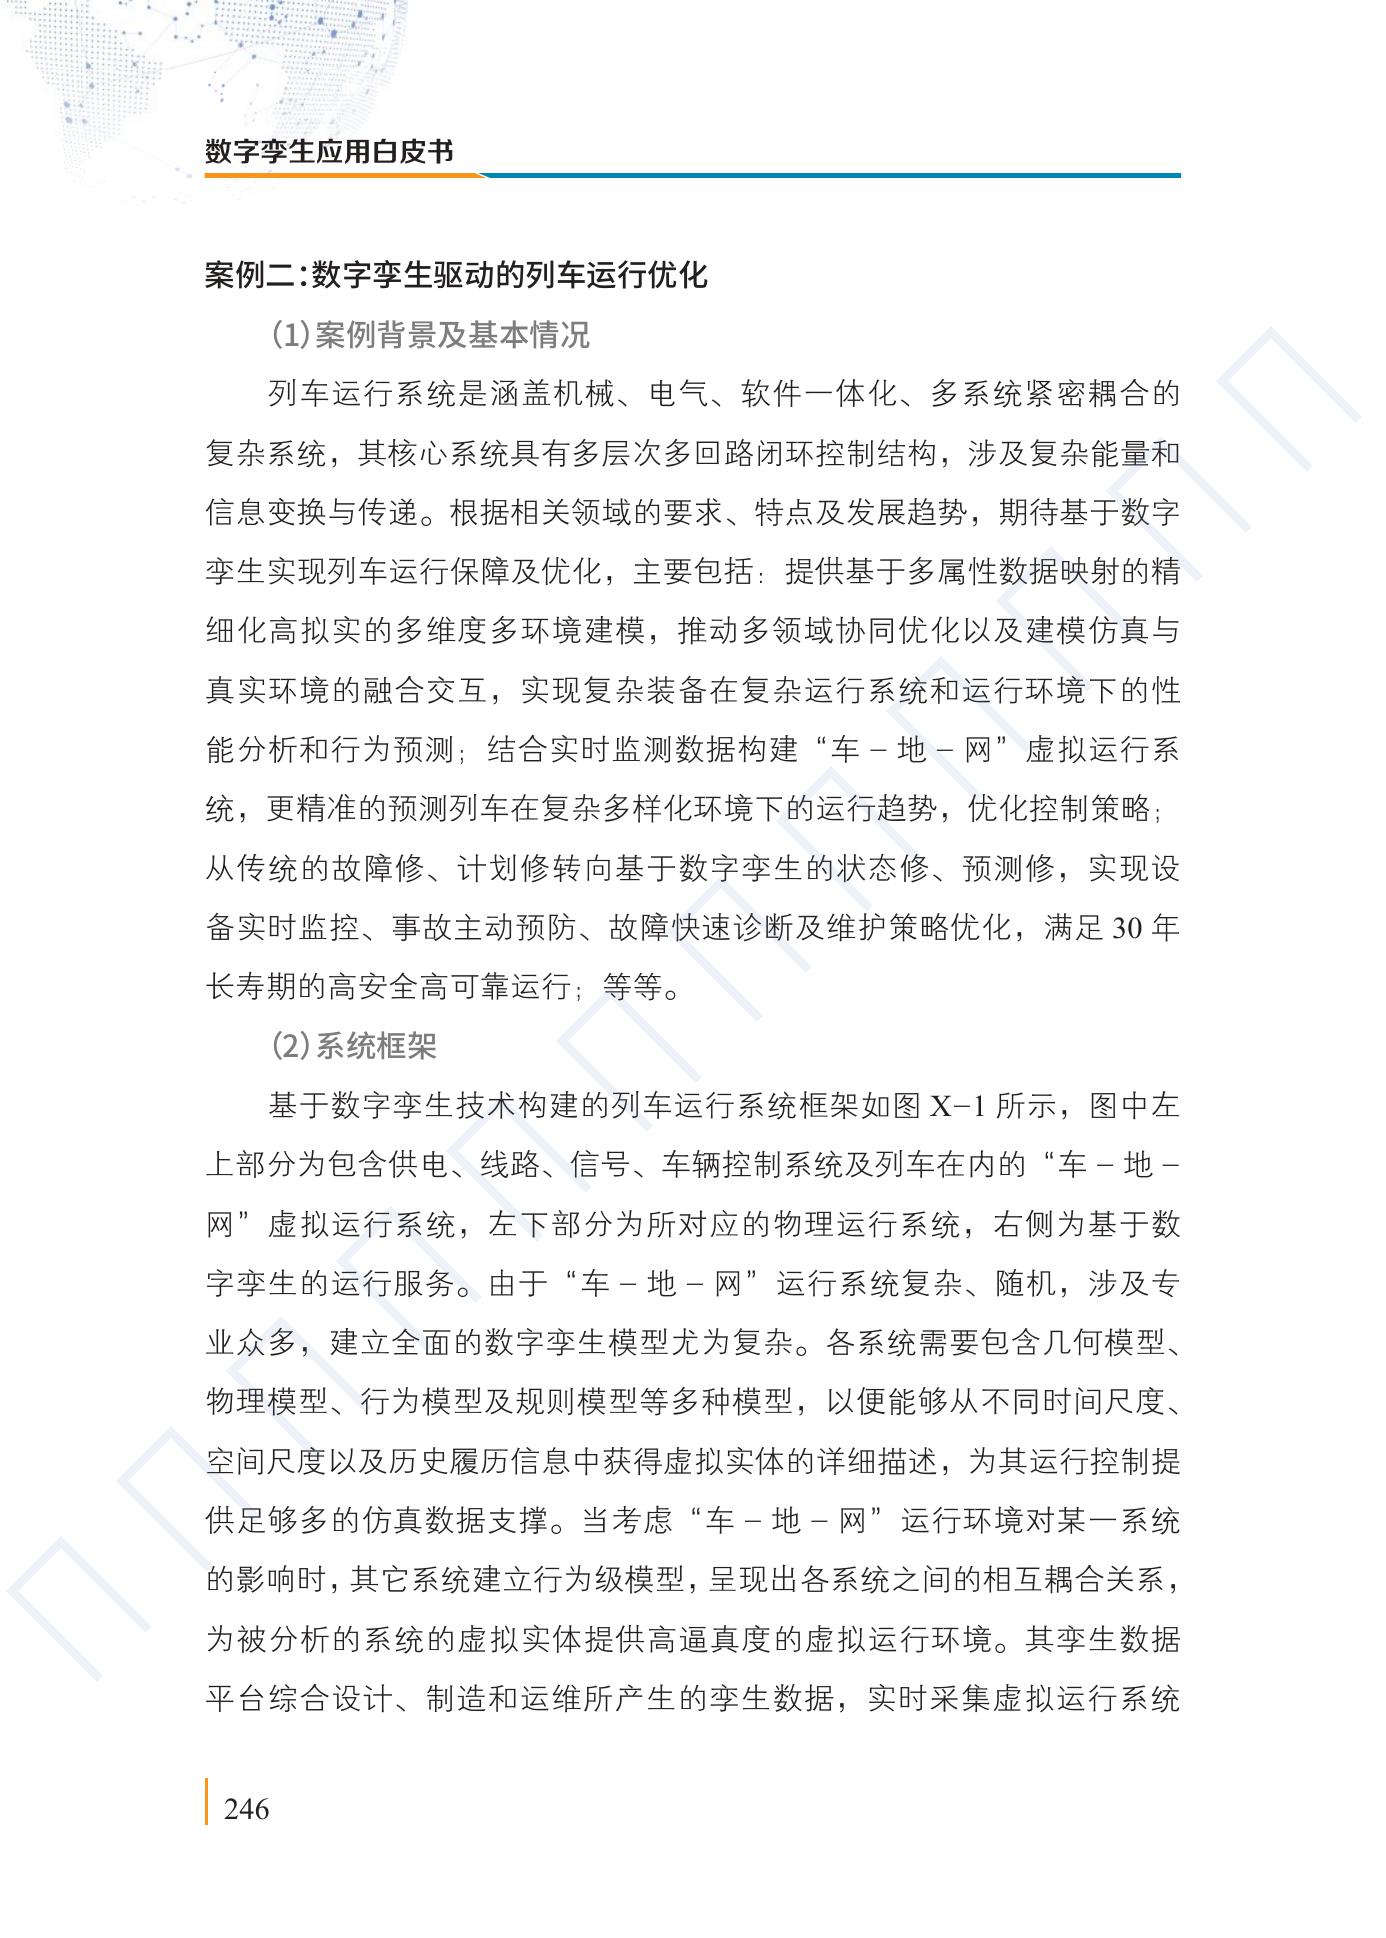 数字孪生应用白皮书
案例二：数字孪生驱动的列车运行优化
（1）案例背景及基本情况
列车运行系统是涵盖机械、电气、软件一体化、多系统紧密耦合的
复杂系统，其核心系统具有多层次多回路闭环控制结构，涉及复杂能量和
信息变换与传递。根据相关领域的要求、特点及发展趋势，期待基于数字
孪生实现列车运行保障及优化，主要包括：提供基于多属性数据映射的精
细化高拟实的多维度多环境建模，推动多领域协同优化以及建模仿真与
真实环境的融合交互，实现复杂装备在复杂运行系统和运行环境下的性
能分析和行为预测；结合实时监测数据构建“车 – 地 – 网”虚拟运行系
统，更精准的预测列车在复杂多样化环境下的运行趋势，优化控制策略；
从传统的故障修、计划修转向基于数字孪生的状态修、预测修，实现设
备实时监控、事故主动预防、故障快速诊断及维护策略优化，满足 30 年
长寿期的高安全高可靠运行；等等。
（2）系统框架
基于数字孪生技术构建的列车运行系统框架如图 X–1 所示，图中左
上部分为包含供电、线路、信号、车辆控制系统及列车在内的“车 – 地 –
网”虚拟运行系统，左下部分为所对应的物理运行系统，右侧为基于数
字孪生的运行服务。由于“车 – 地 – 网”运行系统复杂、随机，涉及专
业众多，建立全面的数字孪生模型尤为复杂。各系统需要包含几何模型、
物理模型、行为模型及规则模型等多种模型，以便能够从不同时间尺度、
空间尺度以及历史履历信息中获得虚拟实体的详细描述，为其运行控制提
供足够多的仿真数据支撑。当考虑“车 – 地 – 网”运行环境对某一系统
的影响时，其它系统建立行为级模型，呈现出各系统之间的相互耦合关系，
为被分析的系统的虚拟实体提供高逼真度的虚拟运行环境。其孪生数据
平台综合设计、制造和运维所产生的孪生数据，实时采集虚拟运行系统
246